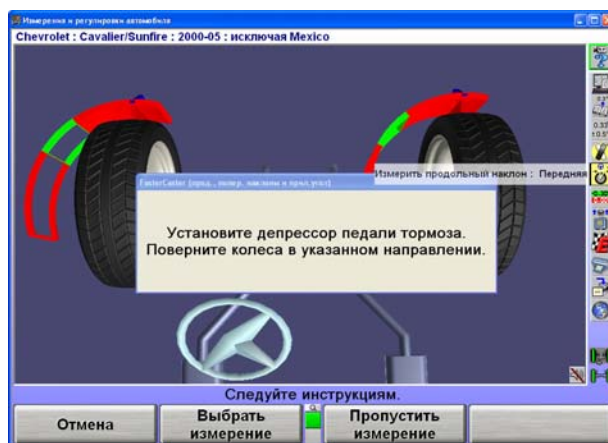 Измерения и регулировки автомобиля
Chevrolet : Cavalier/Sunfire : 2000-05 : исключая Mexico
Измерить продольный наклон : Передняя
Установите депрессор педали тормоза.
Поверните колеса в указанном направлении.
Следуйте инструкциям.
Отмена
Выбрать
измерение
Пропустить
измерение